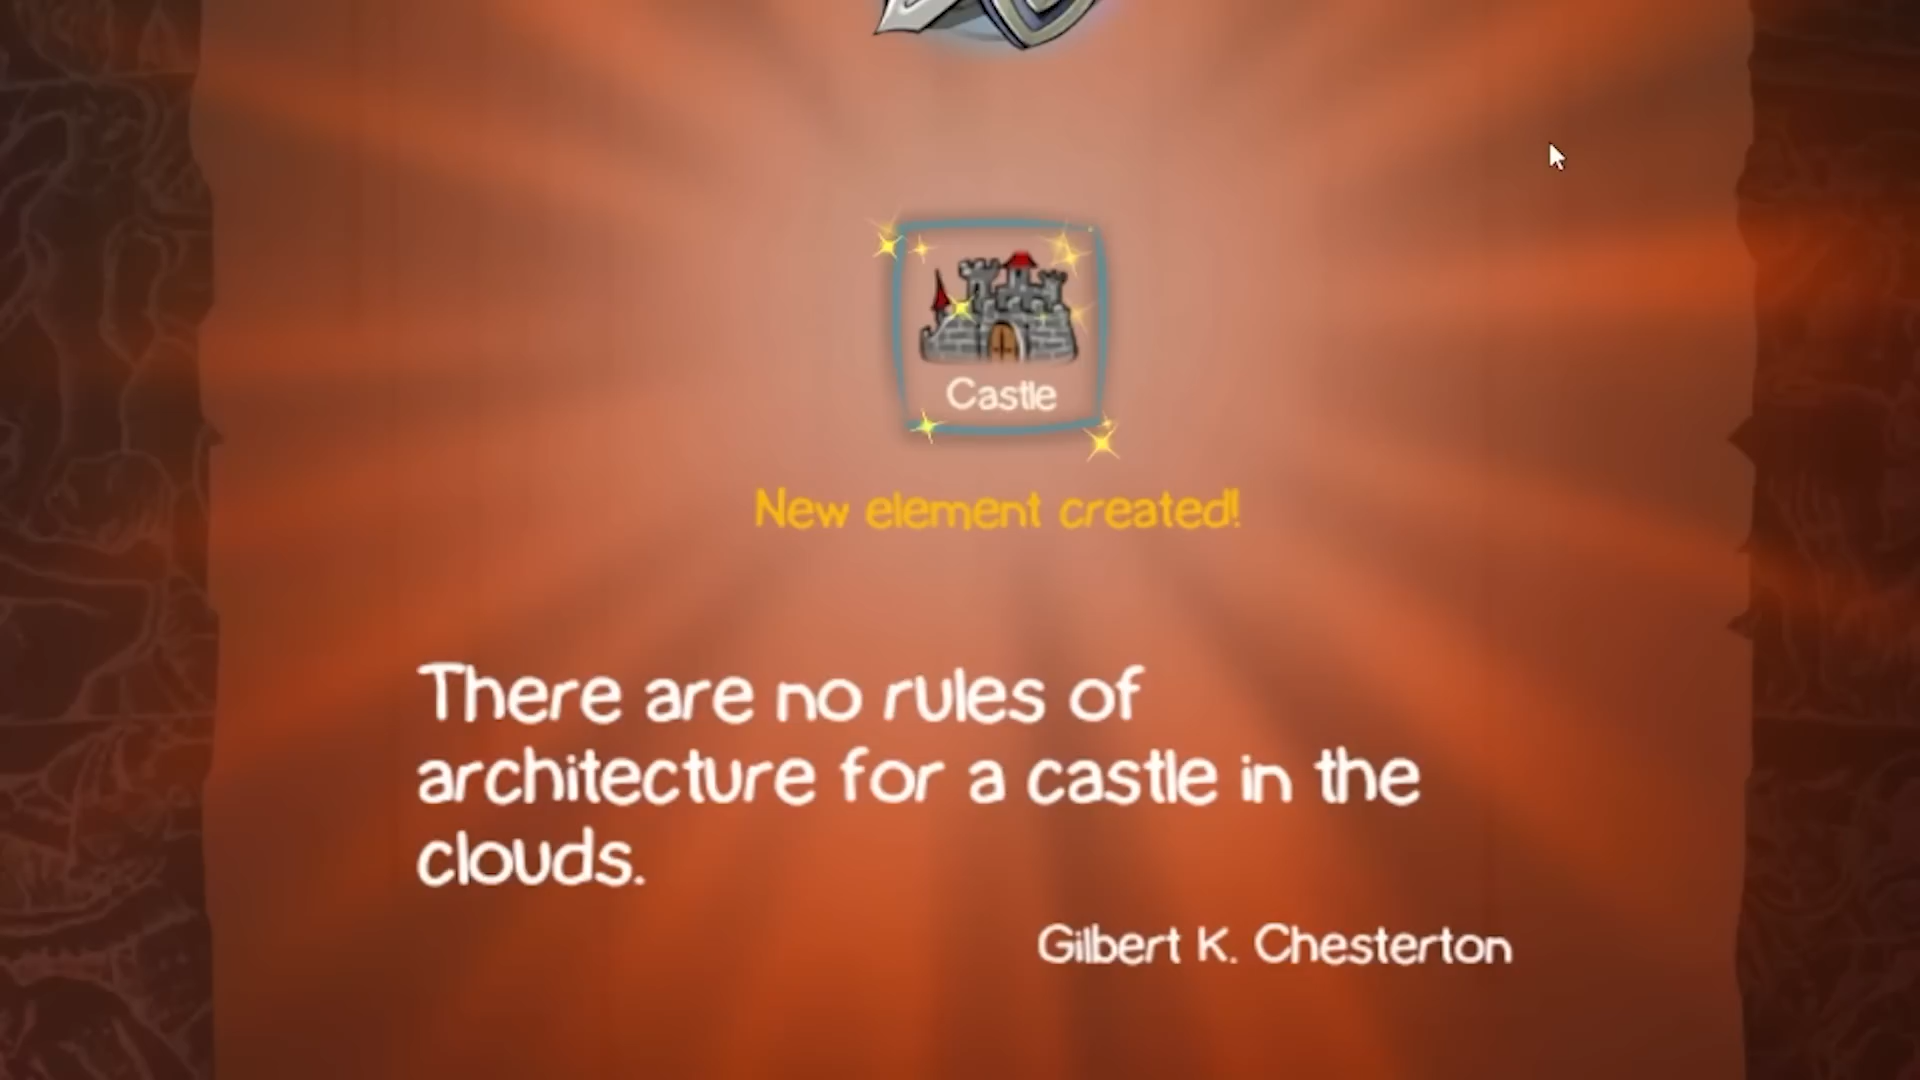 Castle
New element created!
There are no rules of
architecture for a castle in the
clouds.
Gilbert K. Chesterton